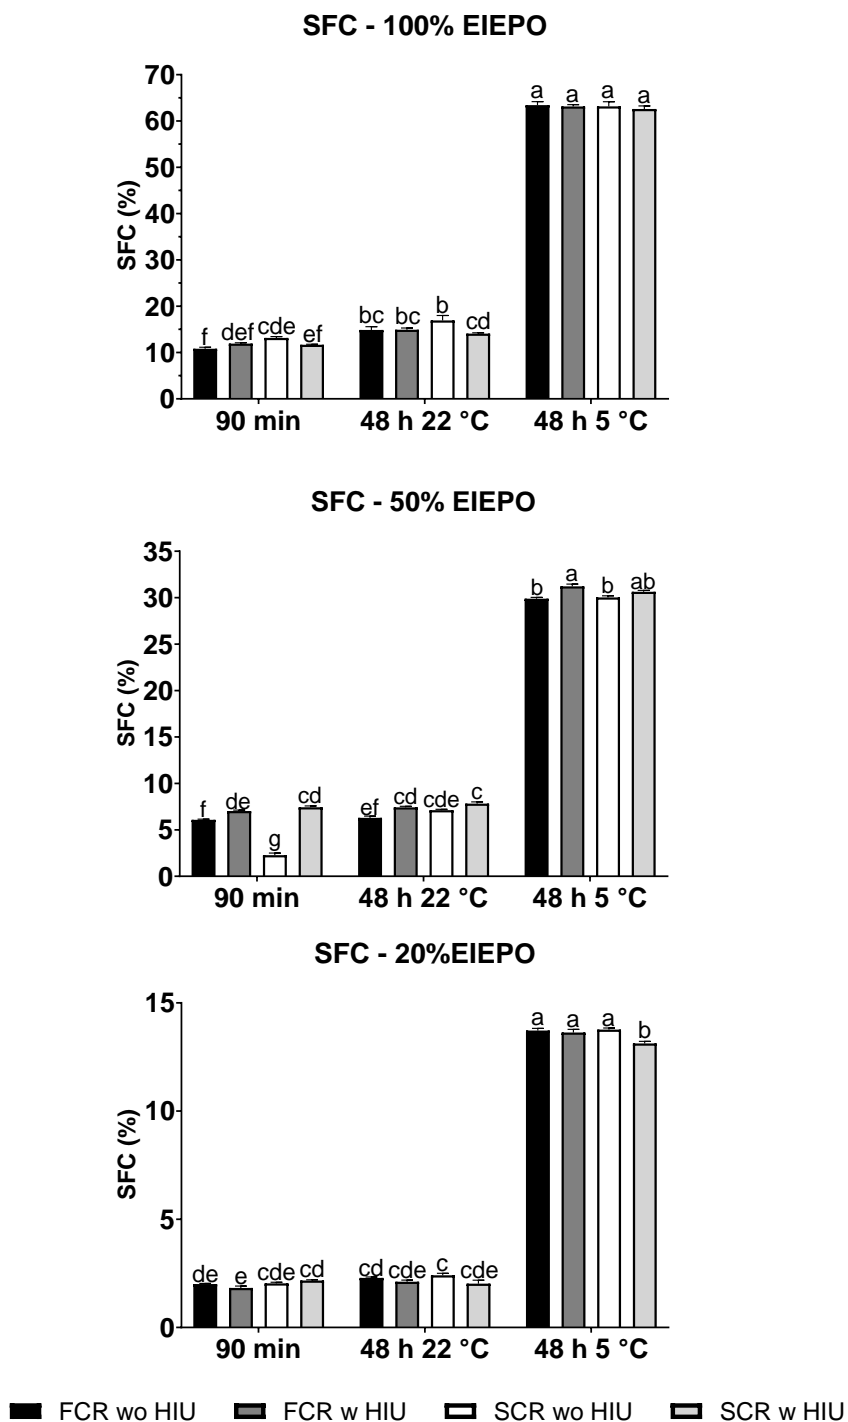 SFC - 100% EIEPO
70
60
50
40
30
20
10
0
SFC (%)
f def cde ef
bc bc b cd
a a a a
90 min 48 h 22 °C 48 h 5 °C
SFC - 50% EIEPO
35
30
25
20
15
10
5
0
SFC (%)
f de g cd
ef cd cde c
b a b ab
90 min 48 h 22 °C 48 h 5 °C
SFC - 20%EIEPO
15
10
5
0
SFC (%)
de e cde cd
cd cde c cde
a a a b
90 min 48 h 22 °C 48 h 5 °C
FCR wo HIU FCR w HIU SCR wo HIU SCR w HIU